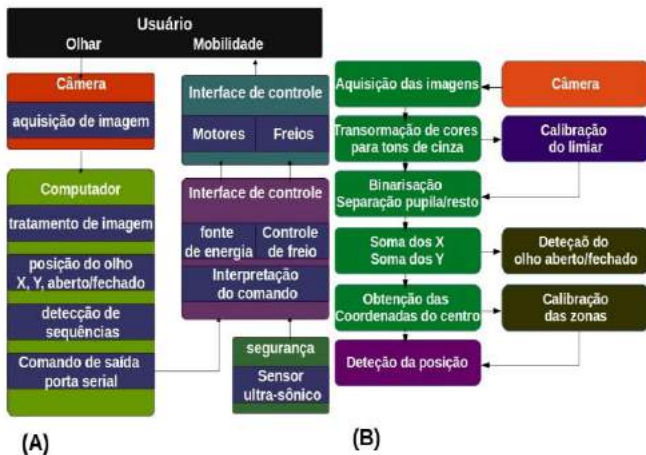 Usuário
Olhar
Mobilidade
Câmera
aquisição de imagem
Computador
tratamento de imagem
posição do olho
X, Y, aberto/fechado
detecção de
sequências
Comando de saída
porta serial
Interface de controle
Motores
Freios
Interface de controle
fonte
de energia
Controle
de freio
Interpretação
do comando
segurança
Sensor
ultra-sônico
(A)
Aquisição das imagens
Câmera
Transormação de cores
para tons de cinza
Calibração
do limiar
Binarisação
Separação pupila/resto
Soma dos X
Soma dos Y
Deteçaõ do
olho aberto/fechado
Obtenção das
Coordenadas do centro
Calibração
das zonas
Deteção da posição
(B)